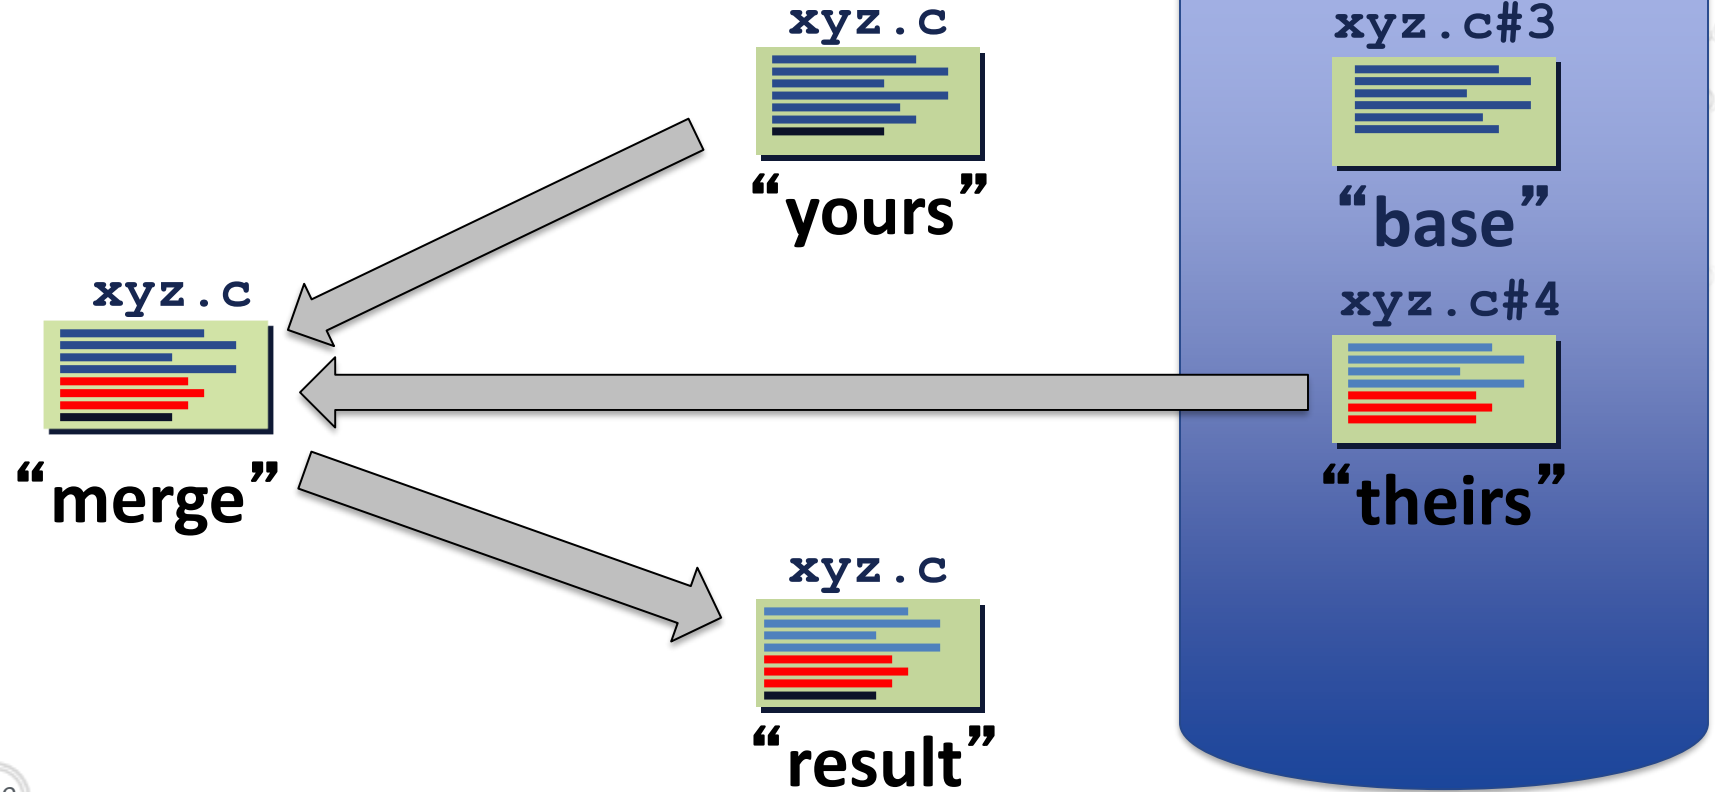 xyz.c
“yours”
xyz.c#3
“base”
xyz.c
“merge”
xyz.c#4
“theirs”
xyz.c
“result”